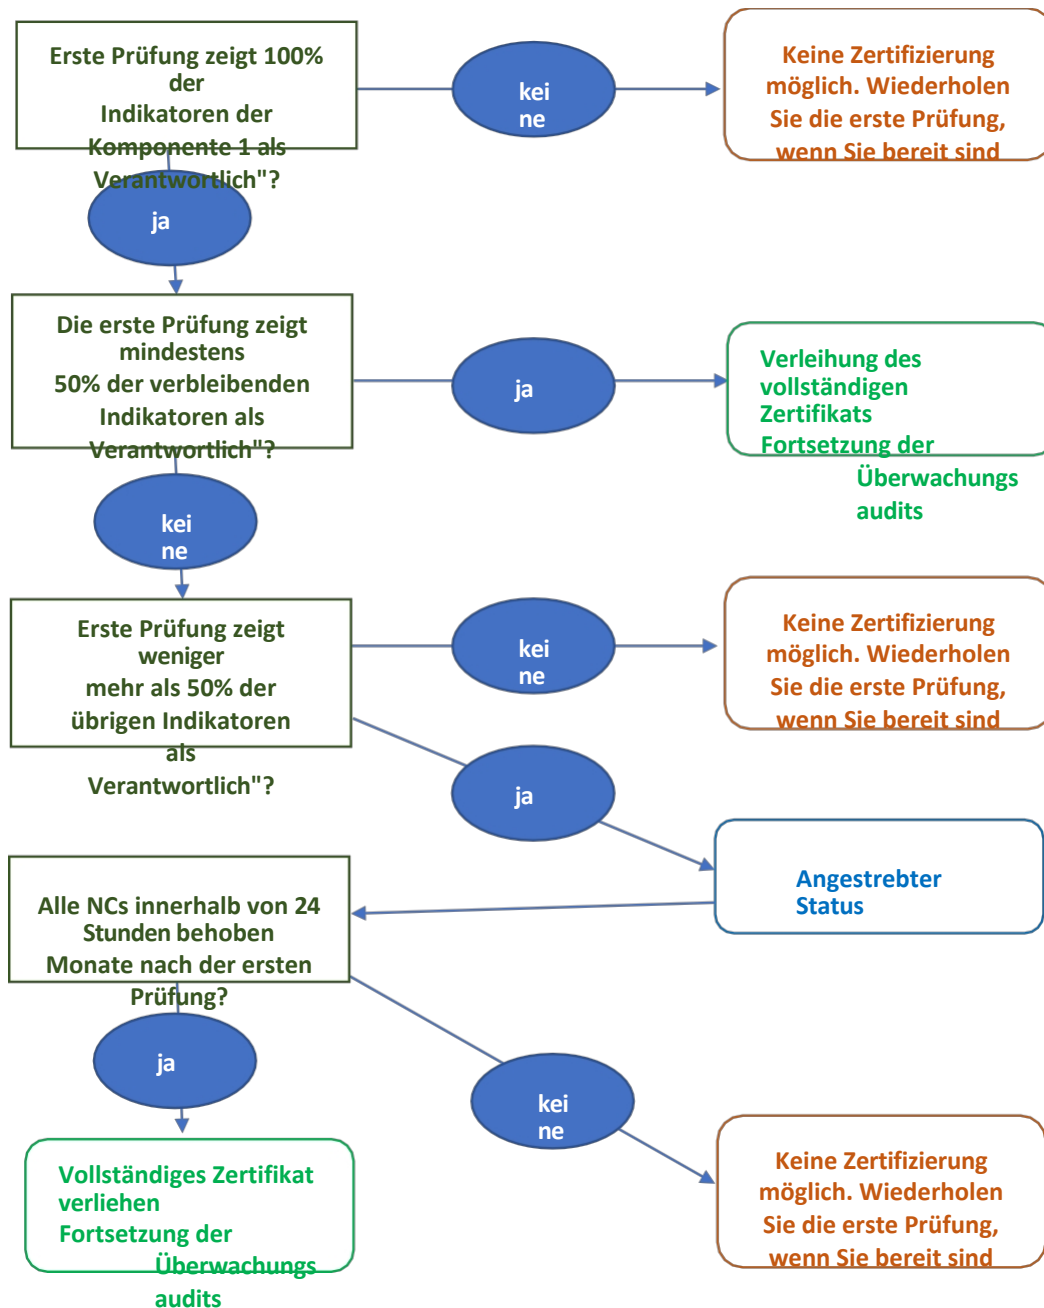 Erste Prüfung zeigt 100%
der
Indikatoren der
Komponente 1 als
Verantwortlich"?
kei
ne
Keine Zertifizierung
möglich. Wiederholen
Sie die erste Prüfung,
wenn Sie bereit sind
ja
Die erste Prüfung zeigt
mindestens
50% der verbleibenden
Indikatoren als
Verantwortlich"?
ja
Verleihung des
vollständigen
Zertifikats
Fortsetzung der
Überwachungs
audits
kei
ne
Erste Prüfung zeigt
weniger
mehr als 50% der
übrigen Indikatoren
als
Verantwortlich"?
kei
ne
Keine Zertifizierung
möglich. Wiederholen
Sie die erste Prüfung,
wenn Sie bereit sind
ja
Angestrebter
Status
Alle NCs innerhalb von 24
Stunden behoben
Monate nach der ersten
Prüfung?
ja
kei
ne
Vollständiges Zertifikat
verliehen
Fortsetzung der
Überwachungs
audits
Keine Zertifizierung
möglich. Wiederholen
Sie die erste Prüfung,
wenn Sie bereit sind